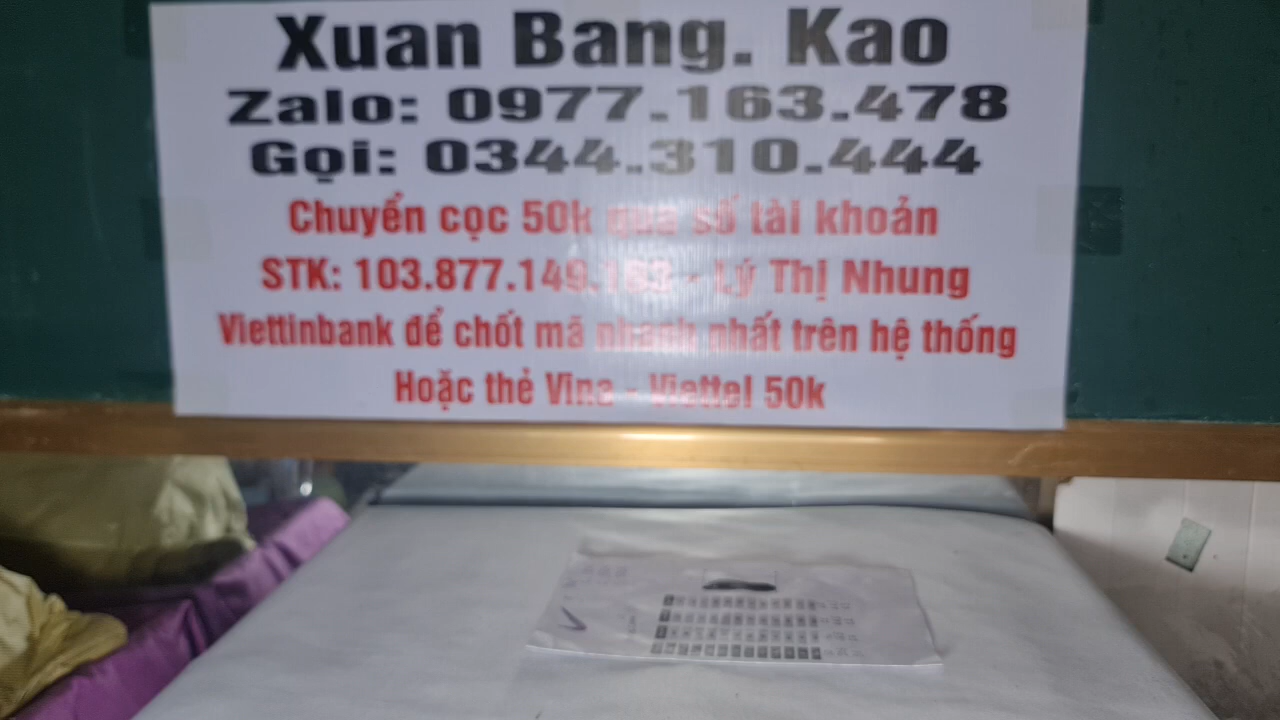 Xuan Bang. Kao
Zalo: 0977.163.478
Gọi: 0344.310.444
Chuyển cọc 50k qua số tài khoản
STK: 103.877.149. - Lý Thị Nhung
Viettinbank để chốt mã nhanh nhất trên hệ thống
Hoặc thẻ Vina - Viettel 50k